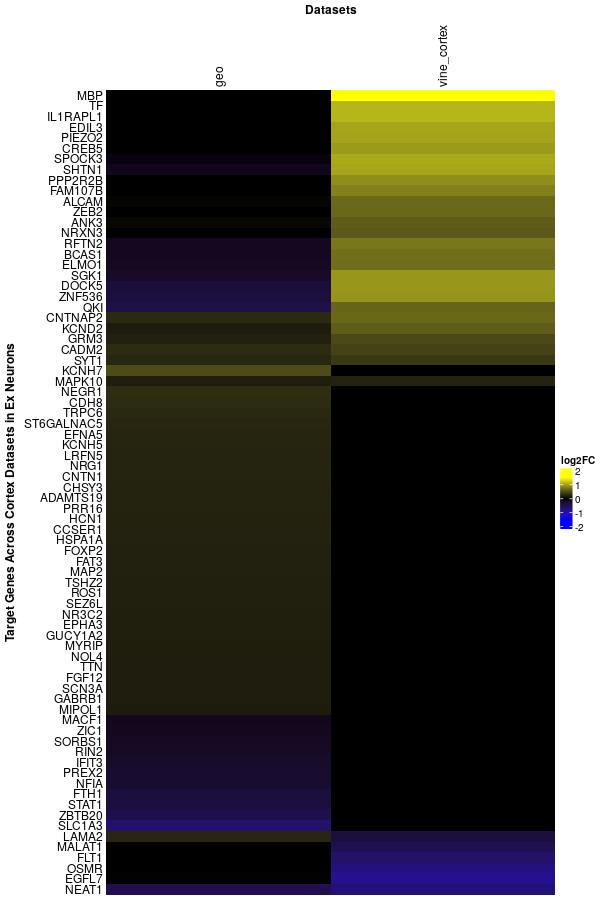 Datasets
geo
vine_cortex
Target Genes Across Cortex Datasets in Ex Neurons
MBP
TF
IL1RAPL1
EDIL3
PIEZO2
CREB5
SPOCK3
SHTN1
PPP2R2B
FAM107B
ALCAM
ZEB2
ANK3
NRXN3
RFTN2
BCAS1
ELMO1
SGK1
DOCK5
ZNF536
QKI
CNTNAP2
KCND2
GRM3
CADM2
SYT1
KCNH7
MAPK10
NEGR1
CDH8
TRPC6
ST6GALNAC5
EFNA5
KCNH5
LRFN5
NRG1
CNTN1
CHSY3
ADAMTS19
PRR16
HCN1
CCSER1
HSPA1A
FOXP2
FAT3
MAP2
TSHZ2
ROS1
SEZ6L
NR3C2
EPHA3
GUCY1A2
MYRIP
NOL4
TTN
FGF12
SCN3A
GABRB1
MIPOL1
MACF1
ZIC1
SORBS1
RIN2
IFIT3
PREX2
NFIA
FTH1
STAT1
ZBTB20
SLC1A3
LAMA2
MALAT1
FLT1
OSMR
EGFL7
NEAT1
log2FC
2
1
0
-1
-2